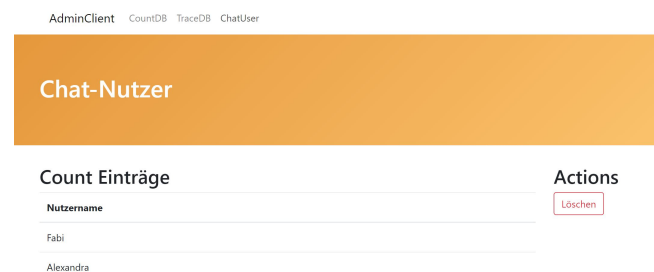 AdminClient CountDB TraceDB ChatUser
Chat-Nutzer
Count Einträge
Actions
Nutzername
Löschen
Fabi
Alexandra